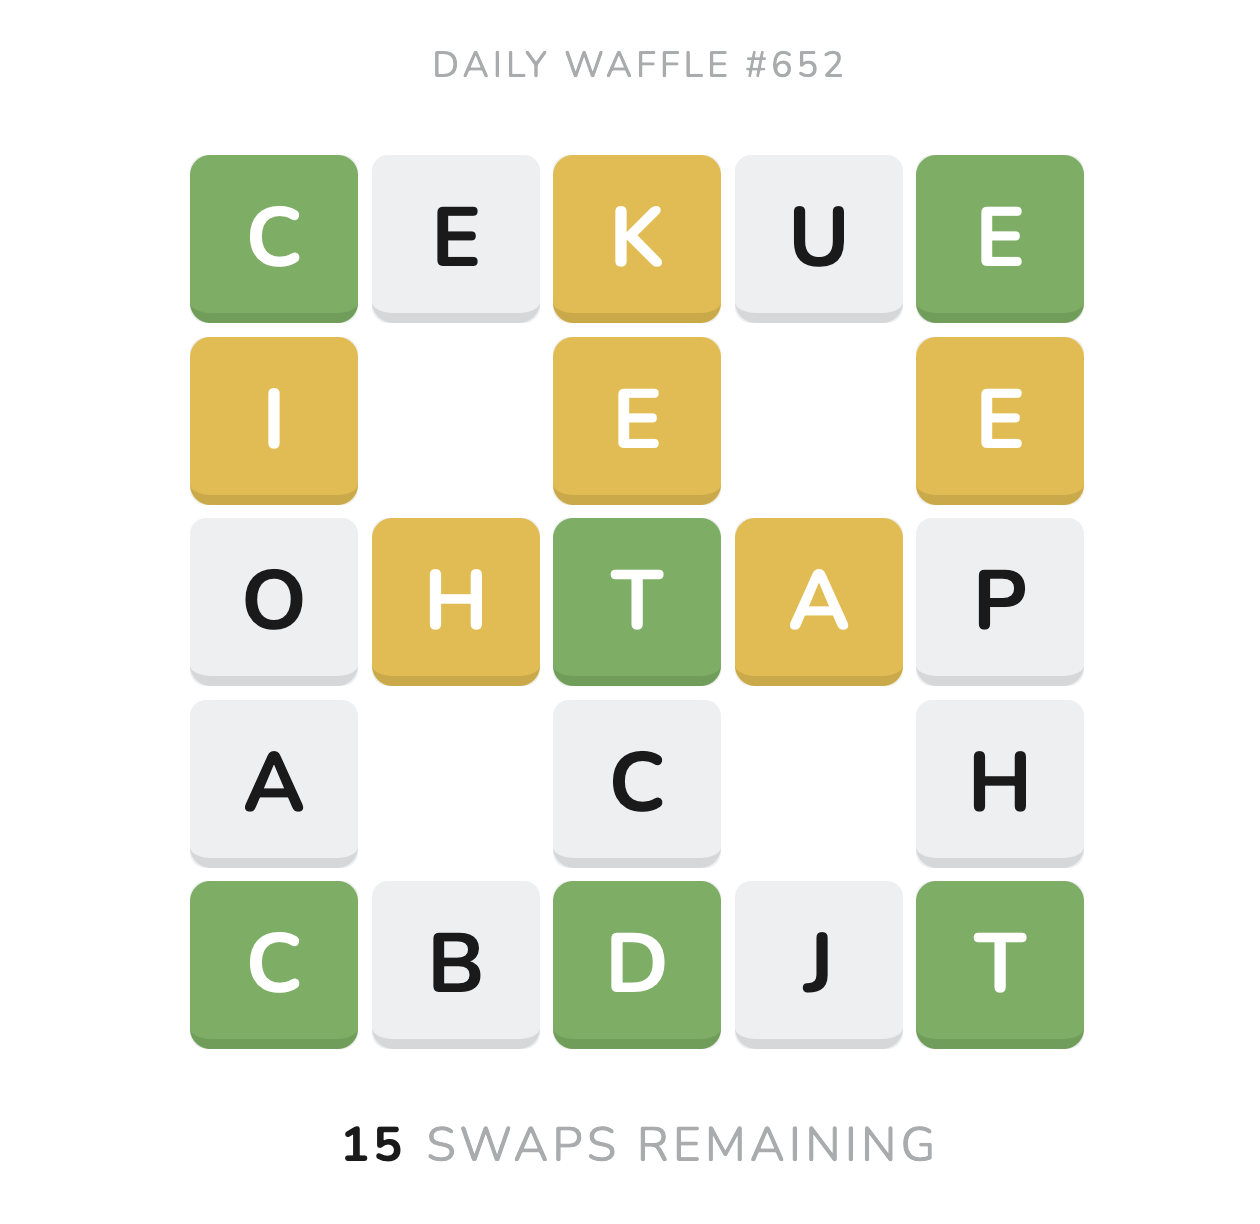 DAILY WAFFLE #652
C E K U E
I E E
O H T A P
A C H
C B D J T
15 SWAPS REMAINING